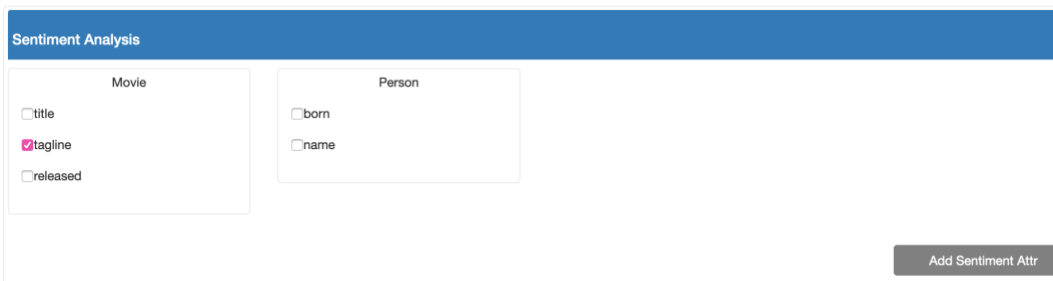 Sentiment Analysis
Movie
title
tagline
released
Person
born
name
Add Sentiment Attr